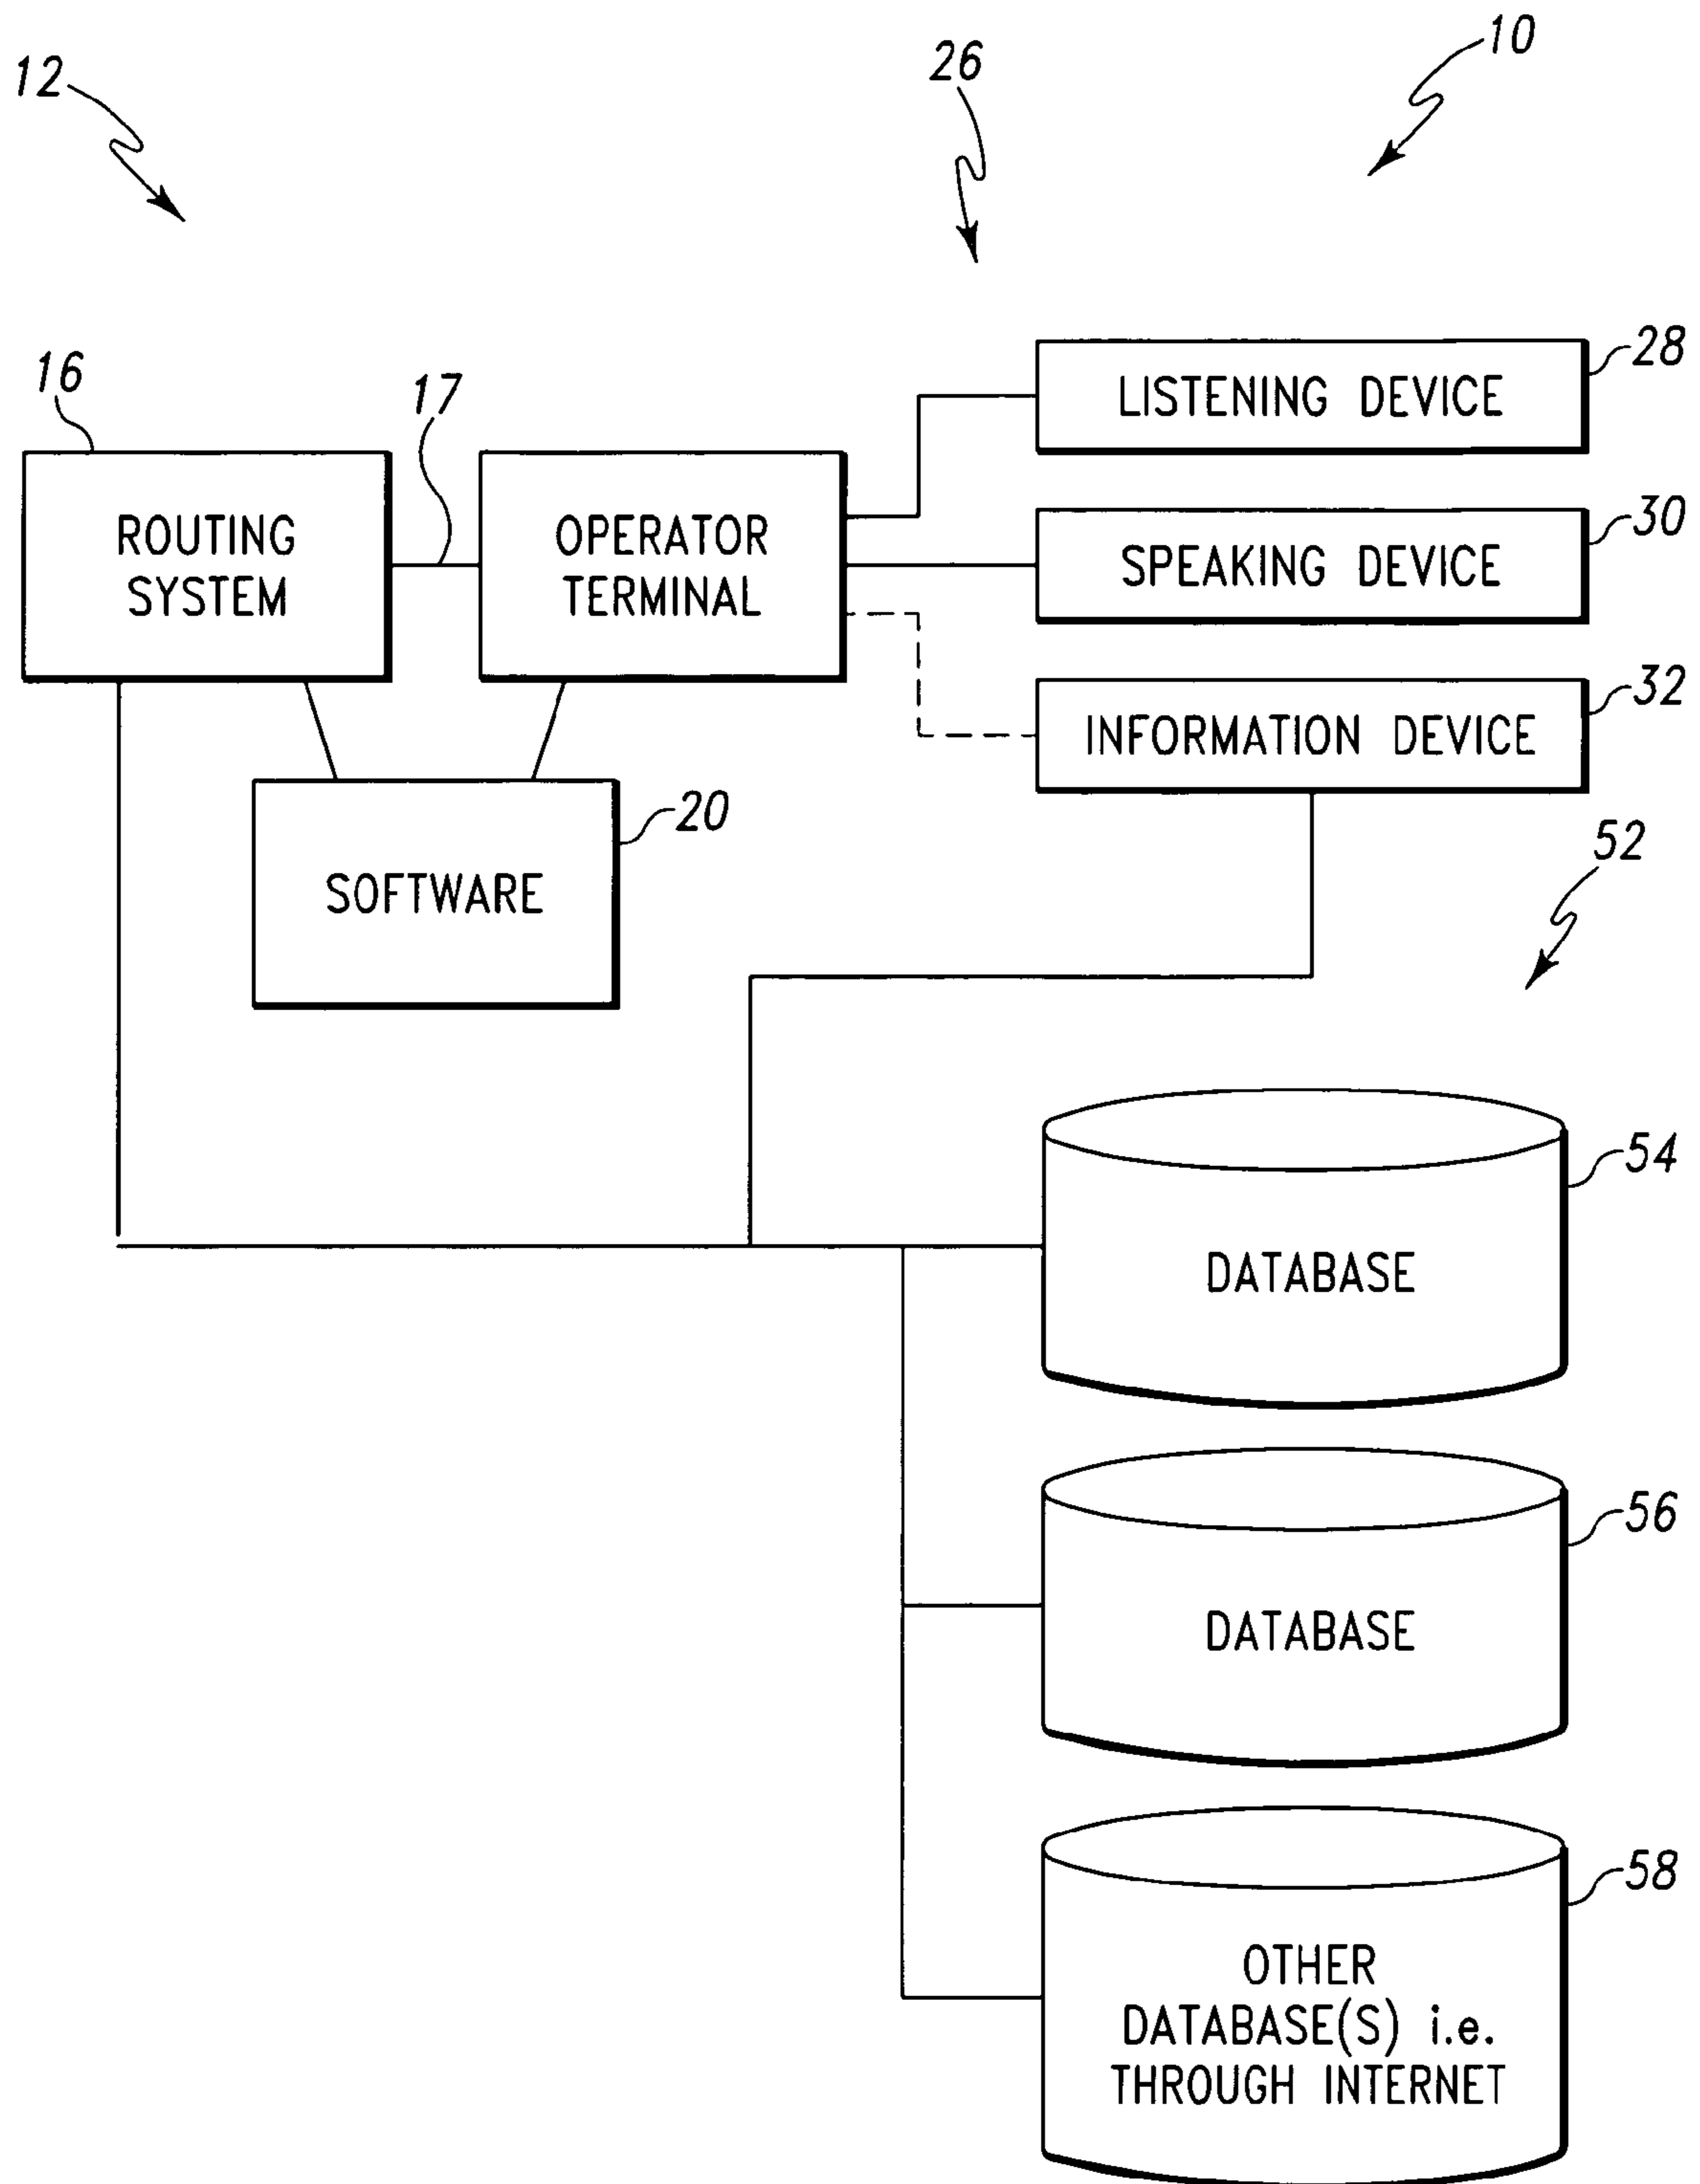 12
26
10
16
17
28
LISTENING DEVICE
ROUTING
SYSTEM
OPERATOR
TERMINAL
30
SPEAKING DEVICE
32
INFORMATION DEVICE
20
SOFTWARE
52
54
DATABASE
56
DATABASE
58
OTHER
DATABASE(S) i.e.
THROUGH INTERNET